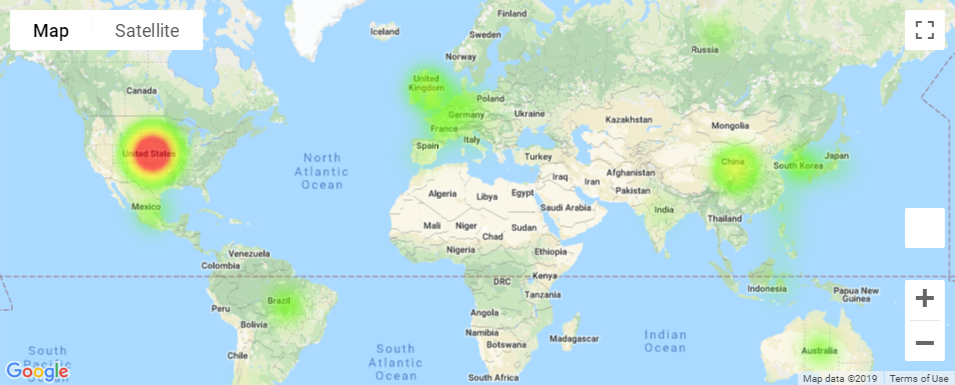 Map
Satellite
Finland
Iceland
Sweden
Russia
Norway
United
Kingdom
Canada
Poland
Germany
Ukraine
Kazakhstan
Mongolia
France
Italy
Spain
Turkey
United States
North
Atlantic
Ocean
China
South Korea
Japan
Iraq
Iran
Afghanistan
Pakistan
Algeria
Libya
Egypt
Mexico
Saudi Arabia
India
Thailand
Mali
Niger
Chad
Sudan
Nigeria
Ethiopia
Venezuela
Colombia
DRC
Kenya
Indonesia
Papua New
Guinea
Tanzania
Brazil
Peru
Angola
Bolivia
Namibia
Botswana
Madagascar
Indian
Ocean
Chile
South
Pacific
Ocean
South
Atlantic
Ocean
Australia
South Africa
Google
Map data ©2019
Terms of Use